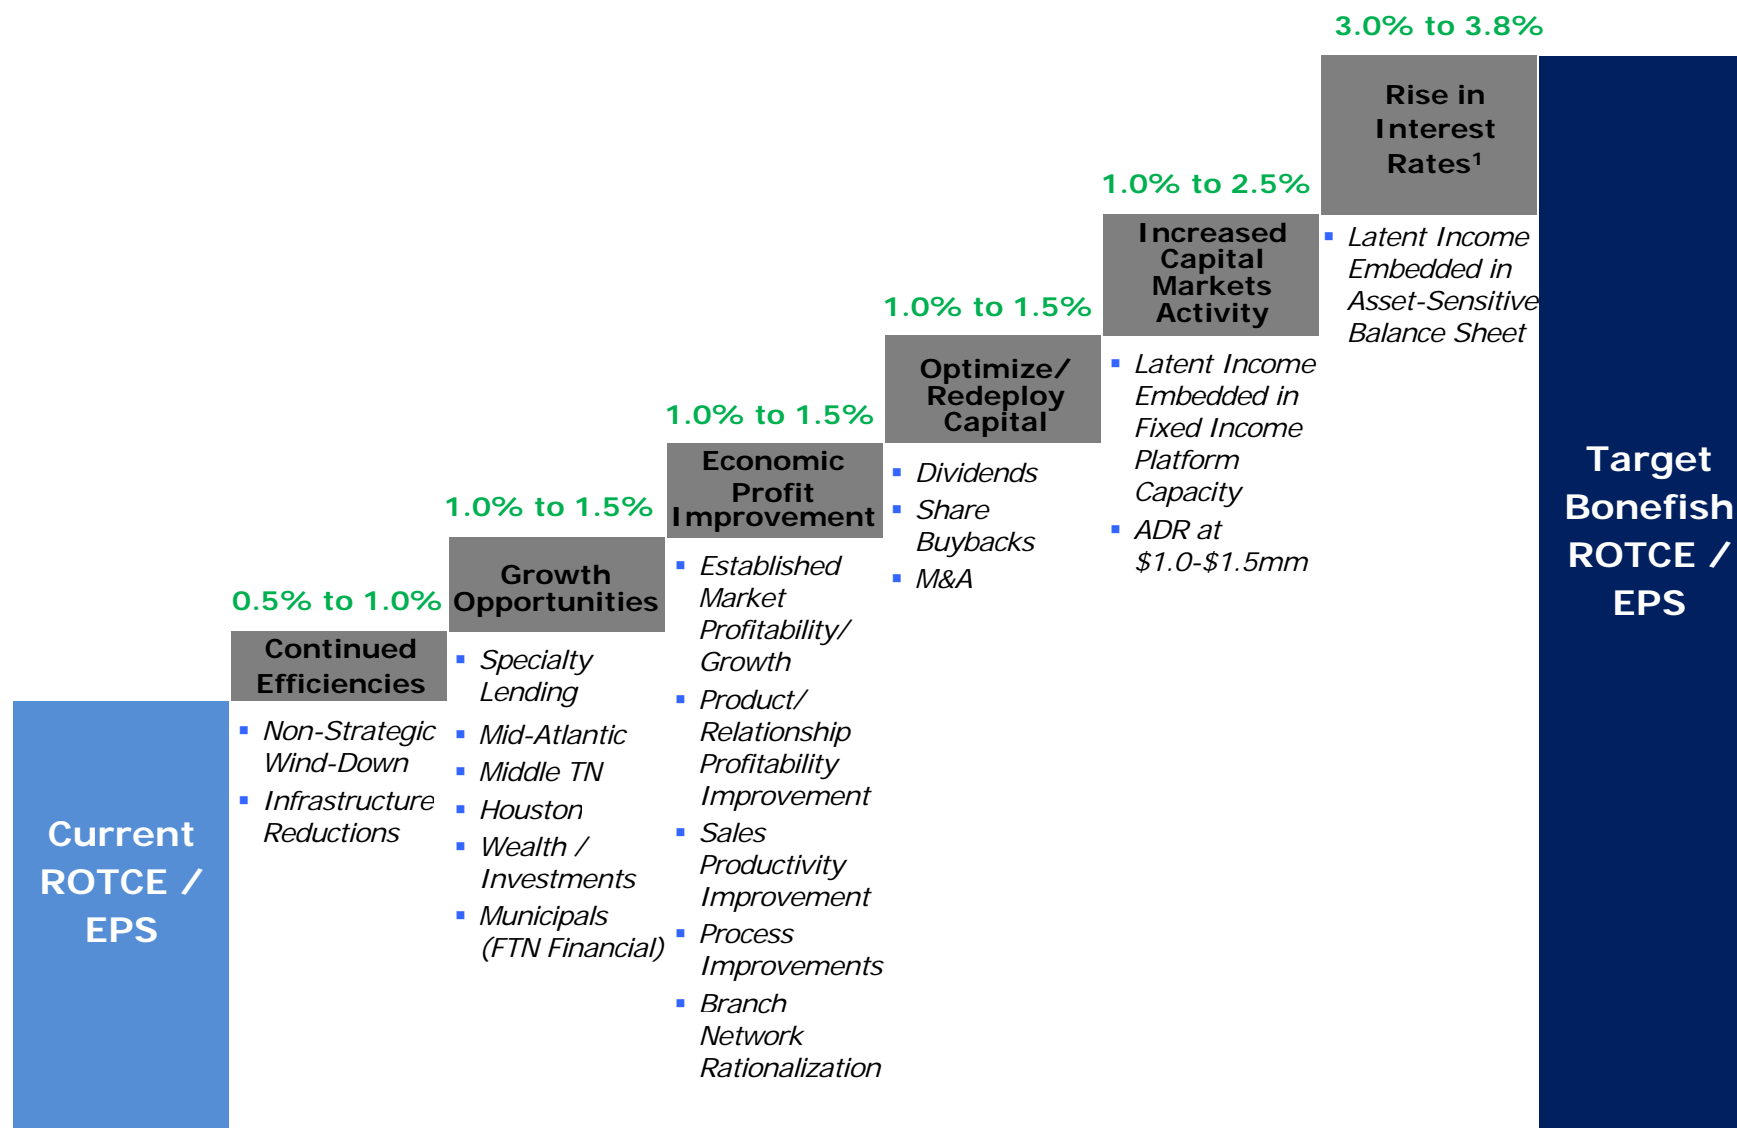 Current
ROTCE /
EPS
0.5% to 1.0%
Continued
Efficiencies
▪ Non-Strategic
Wind-Down
▪ Infrastructure
Reductions
1.0% to 1.5%
Growth
Opportunities
▪ Specialty
Lending
▪ Mid-Atlantic
▪ Middle TN
▪ Houston
▪ Wealth /
Investments
▪ Municipals
(FTN Financial)
1.0% to 1.5%
Economic
Profit
Improvement
▪ Established
Market
Profitability/
Growth
▪ Product/
Relationship
Profitability
Improvement
▪ Sales
Productivity
Improvement
▪ Process
Improvements
▪ Branch
Network
Rationalization
1.0% to 1.5%
Optimize/
Redeploy
Capital
▪ Dividends
▪ Share
Buybacks
▪ M&A
1.0% to 2.5%
Increased
Capital
Markets
Activity
▪ Latent Income
Embedded in
Fixed Income
Platform
Capacity
▪ ADR at
$1.0-$1.5mm
3.0% to 3.8%
Rise in
Interest
Rates¹
▪ Latent Income
Embedded in
Asset-Sensitive
Balance Sheet
Target
Bonefish
ROTCE /
EPS